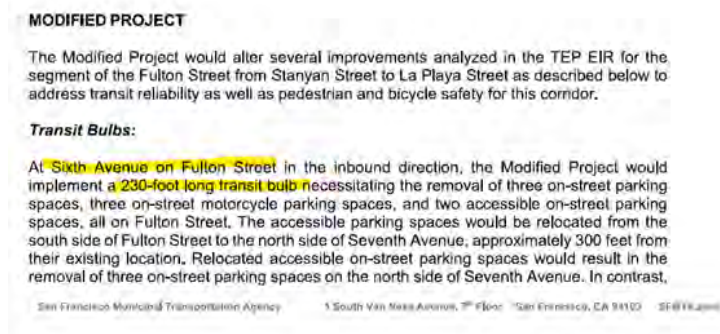 MODIFIED PROJECT
The Modified Project would alter several improvements analyzed in the TEP EIR for the
segment of the Fulton Street from Stanyan Street to La Playa Street as described below to
address transit reliability as well as pedestrian and bicycle safety for this corridor.
Transit Bulbs:
At Sixth Avenue on Fulton Street in the inbound direction, the Modified Project would
implement a 230-foot long transit bulb necessitating the removal of three on-street parking
spaces, three on-street motorcycle parking spaces, and two accessible on-street parking
spaces, all on Fulton Street. The accessible parking spaces would be relocated from the
south side of Fulton Street to the north side of Seventh Avenue, approximately 300 feet from
their existing location. Relocated accessible on-street parking spaces would result in the
removal of three on-street parking spaces on the north side of Seventh Avenue. In contrast,
San Francisco Municipal Transportation Agency 1 South Van Ness Avenue, 7th Floor San Francisco, CA 94103